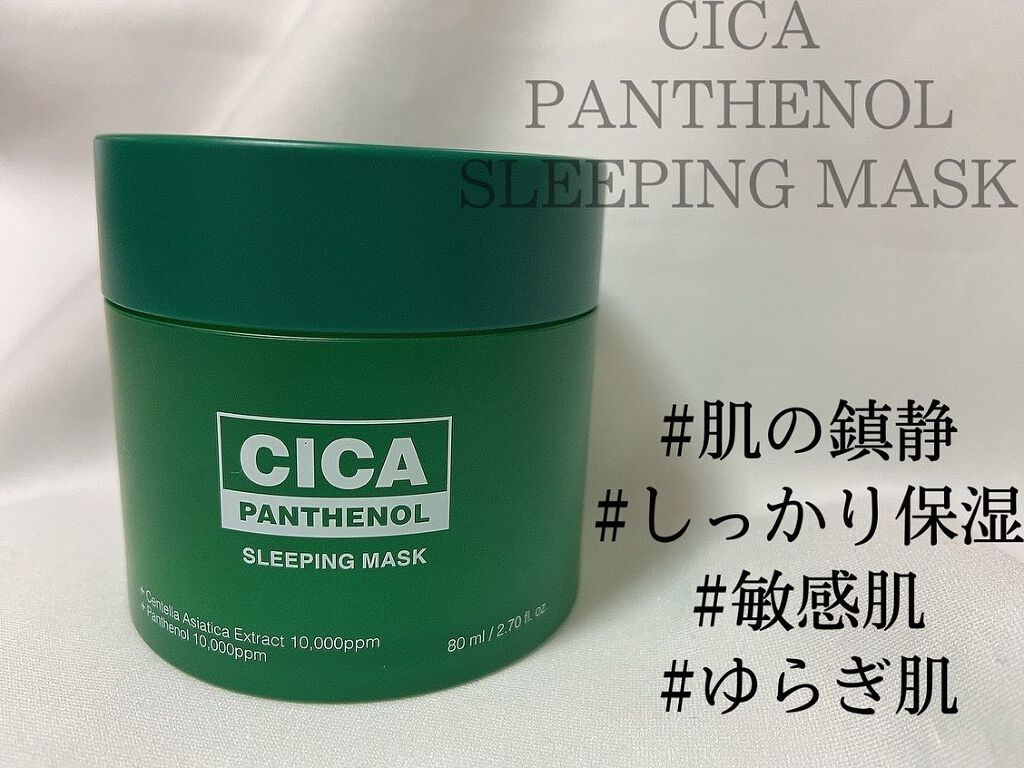 CICA
PANTHENOL
SLEEPING MASK
CICA
PANTHENOL
SLEEPING MASK
+Centella Asiatica Extract 10,000ppm
+Panthenol 10,000ppm
80 ml / 2.70 fl. oz.
#肌の鎮静
#しっかり保湿
#敏感肌
#ゆらぎ肌